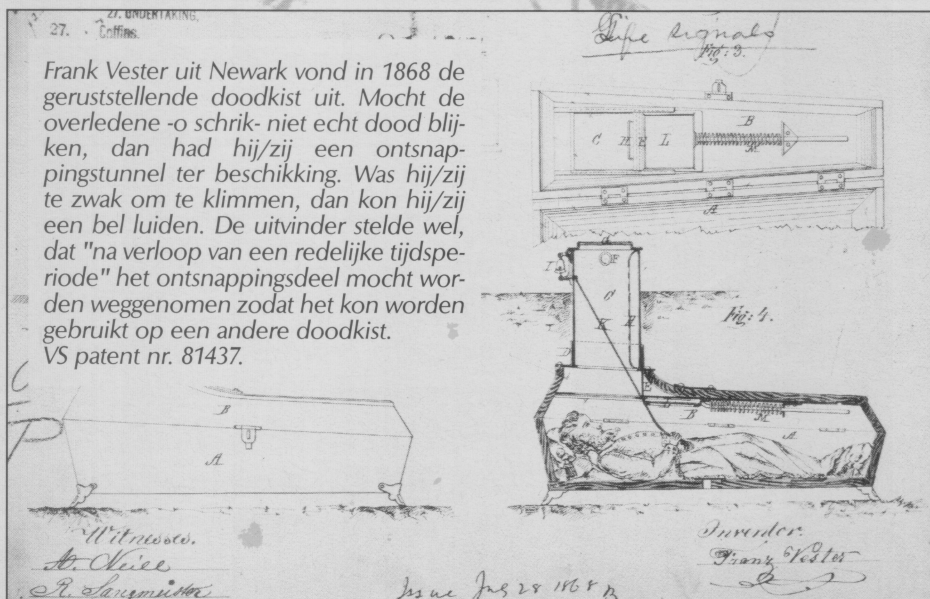 27. UNDERTAKING,
27. Coffins.
Life signals
Fig: 3.
Frank Vester uit Newark vond in 1868 de
geruststellende doodkist uit. Mocht de
overledene -o schrik- niet echt dood blij-
ken, dan had hij/zij een ontsnap-
pingstunnel ter beschikking. Was hij/zij
te zwak om te klimmen, dan kon hij/zij
een bel luiden. De uitvinder stelde wel,
dat "na verloop van een redelijke tijdspe-
riode" het ontsnappingsdeel mocht wor-
den weggenomen zodat het kon worden
gebruikt op een andere doodkist.
VS patent nr. 81437.
C H E L B M
A
I F C K H
Fig: 4.
D E B M A
B
A
Witnesses.
A. Neill
R. Sangmeister
Inventor.
Franz Vester
Issue July 28 1868